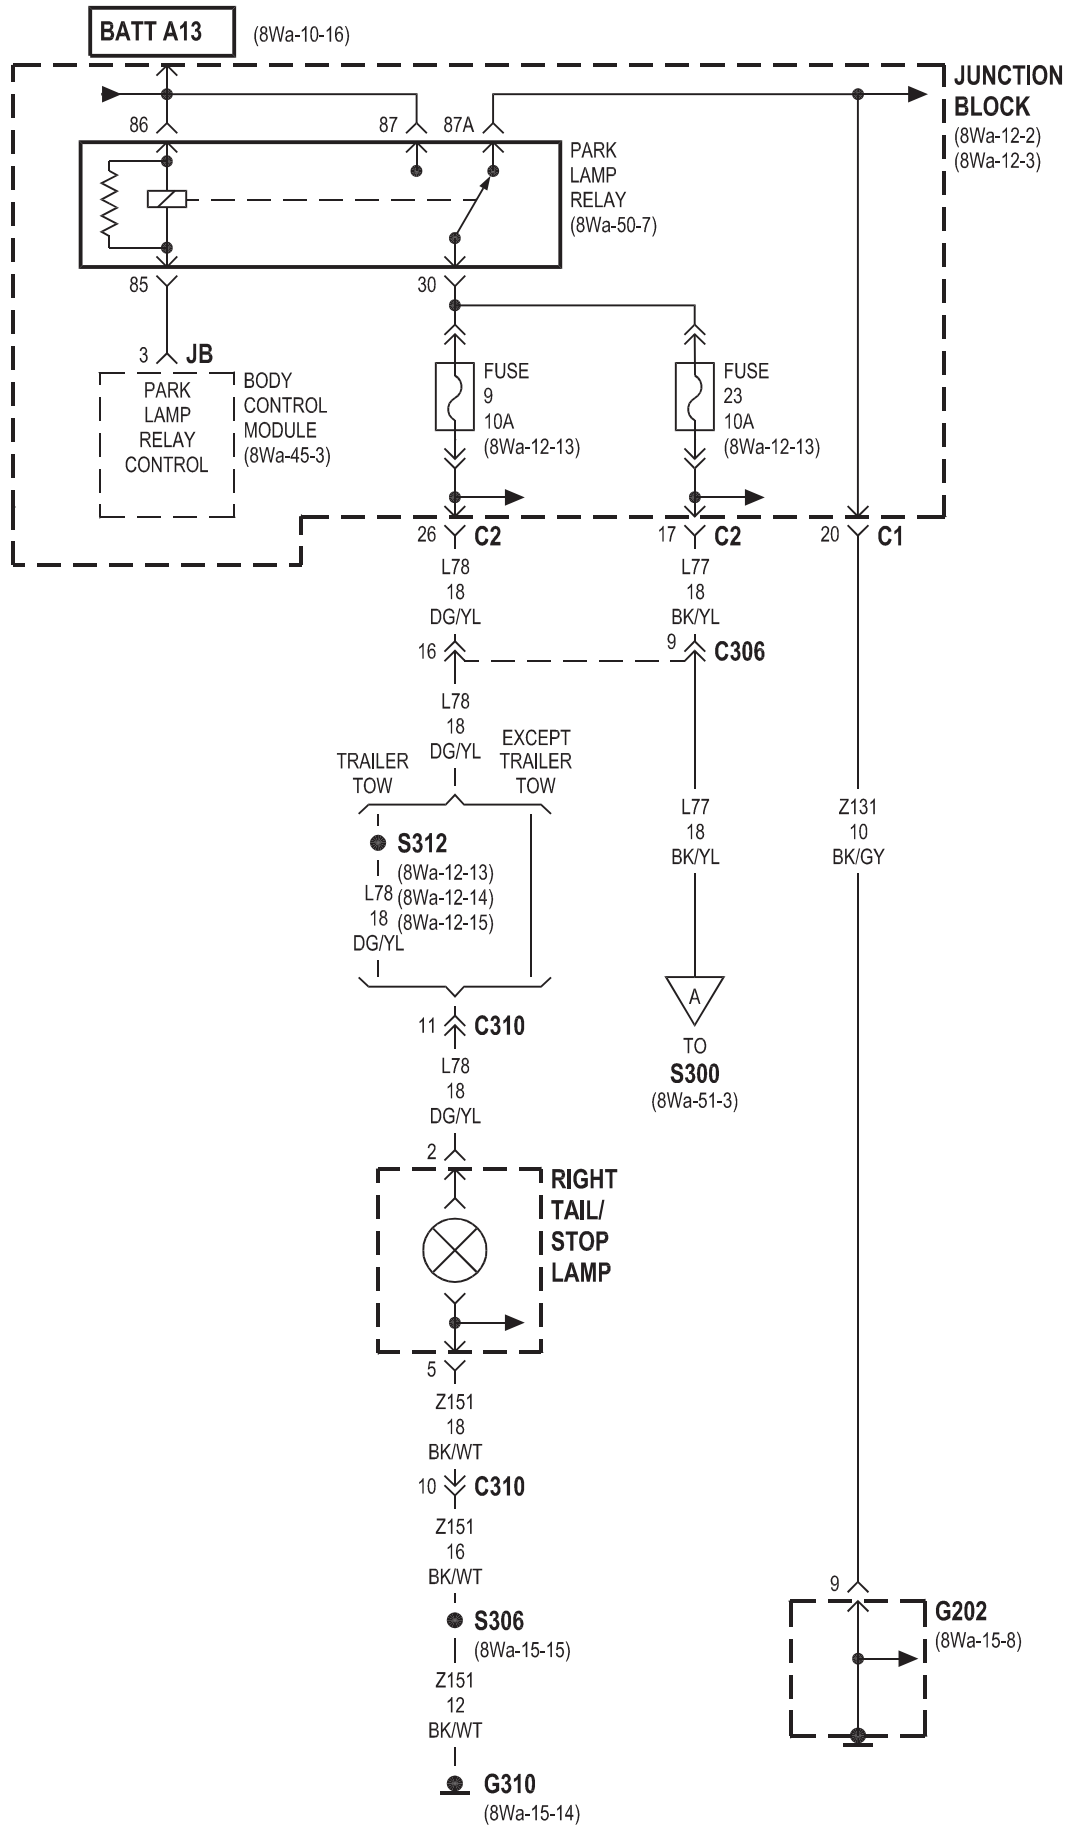 BATT A13
(8Wa-10-16)
JUNCTION
BLOCK
(8Wa-12-2)
(8Wa-12-3)
86
87
87A
PARK
LAMP
RELAY
(8Wa-50-7)
85
30
3
JB
PARK
LAMP
RELAY
CONTROL
BODY
CONTROL
MODULE
(8Wa-45-3)
FUSE
9
10A
(8Wa-12-13)
FUSE
23
10A
(8Wa-12-13)
26
C2
17
C2
20
C1
L78
18
DG/YL
L77
18
BK/YL
16
9
C306
L78
18
DG/YL
TRAILER
TOW
EXCEPT
TRAILER
TOW
S312
(8Wa-12-13)
(8Wa-12-14)
(8Wa-12-15)
L78
18
DG/YL
L77
18
BK/YL
Z131
10
BK/GY
A
TO
S300
(8Wa-51-3)
11
C310
L78
18
DG/YL
2
RIGHT
TAIL/
STOP
LAMP
5
Z151
18
BK/WT
10
C310
Z151
16
BK/WT
S306
(8Wa-15-15)
Z151
12
BK/WT
G310
(8Wa-15-14)
9
G202
(8Wa-15-8)